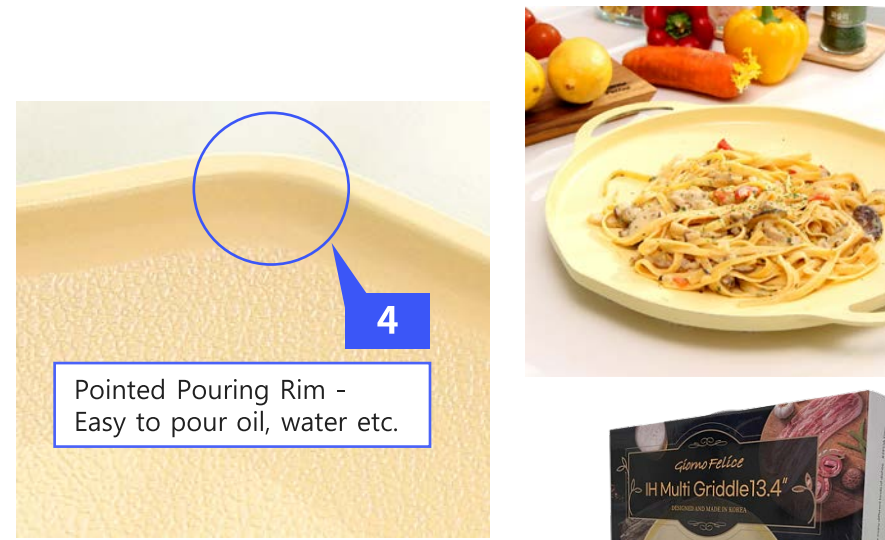 4
Pointed Pouring Rim -
Easy to pour oil, water etc.
Giorno Felice
IH Multi Griddle13.4"
DESIGNED AND MADE IN KOREA